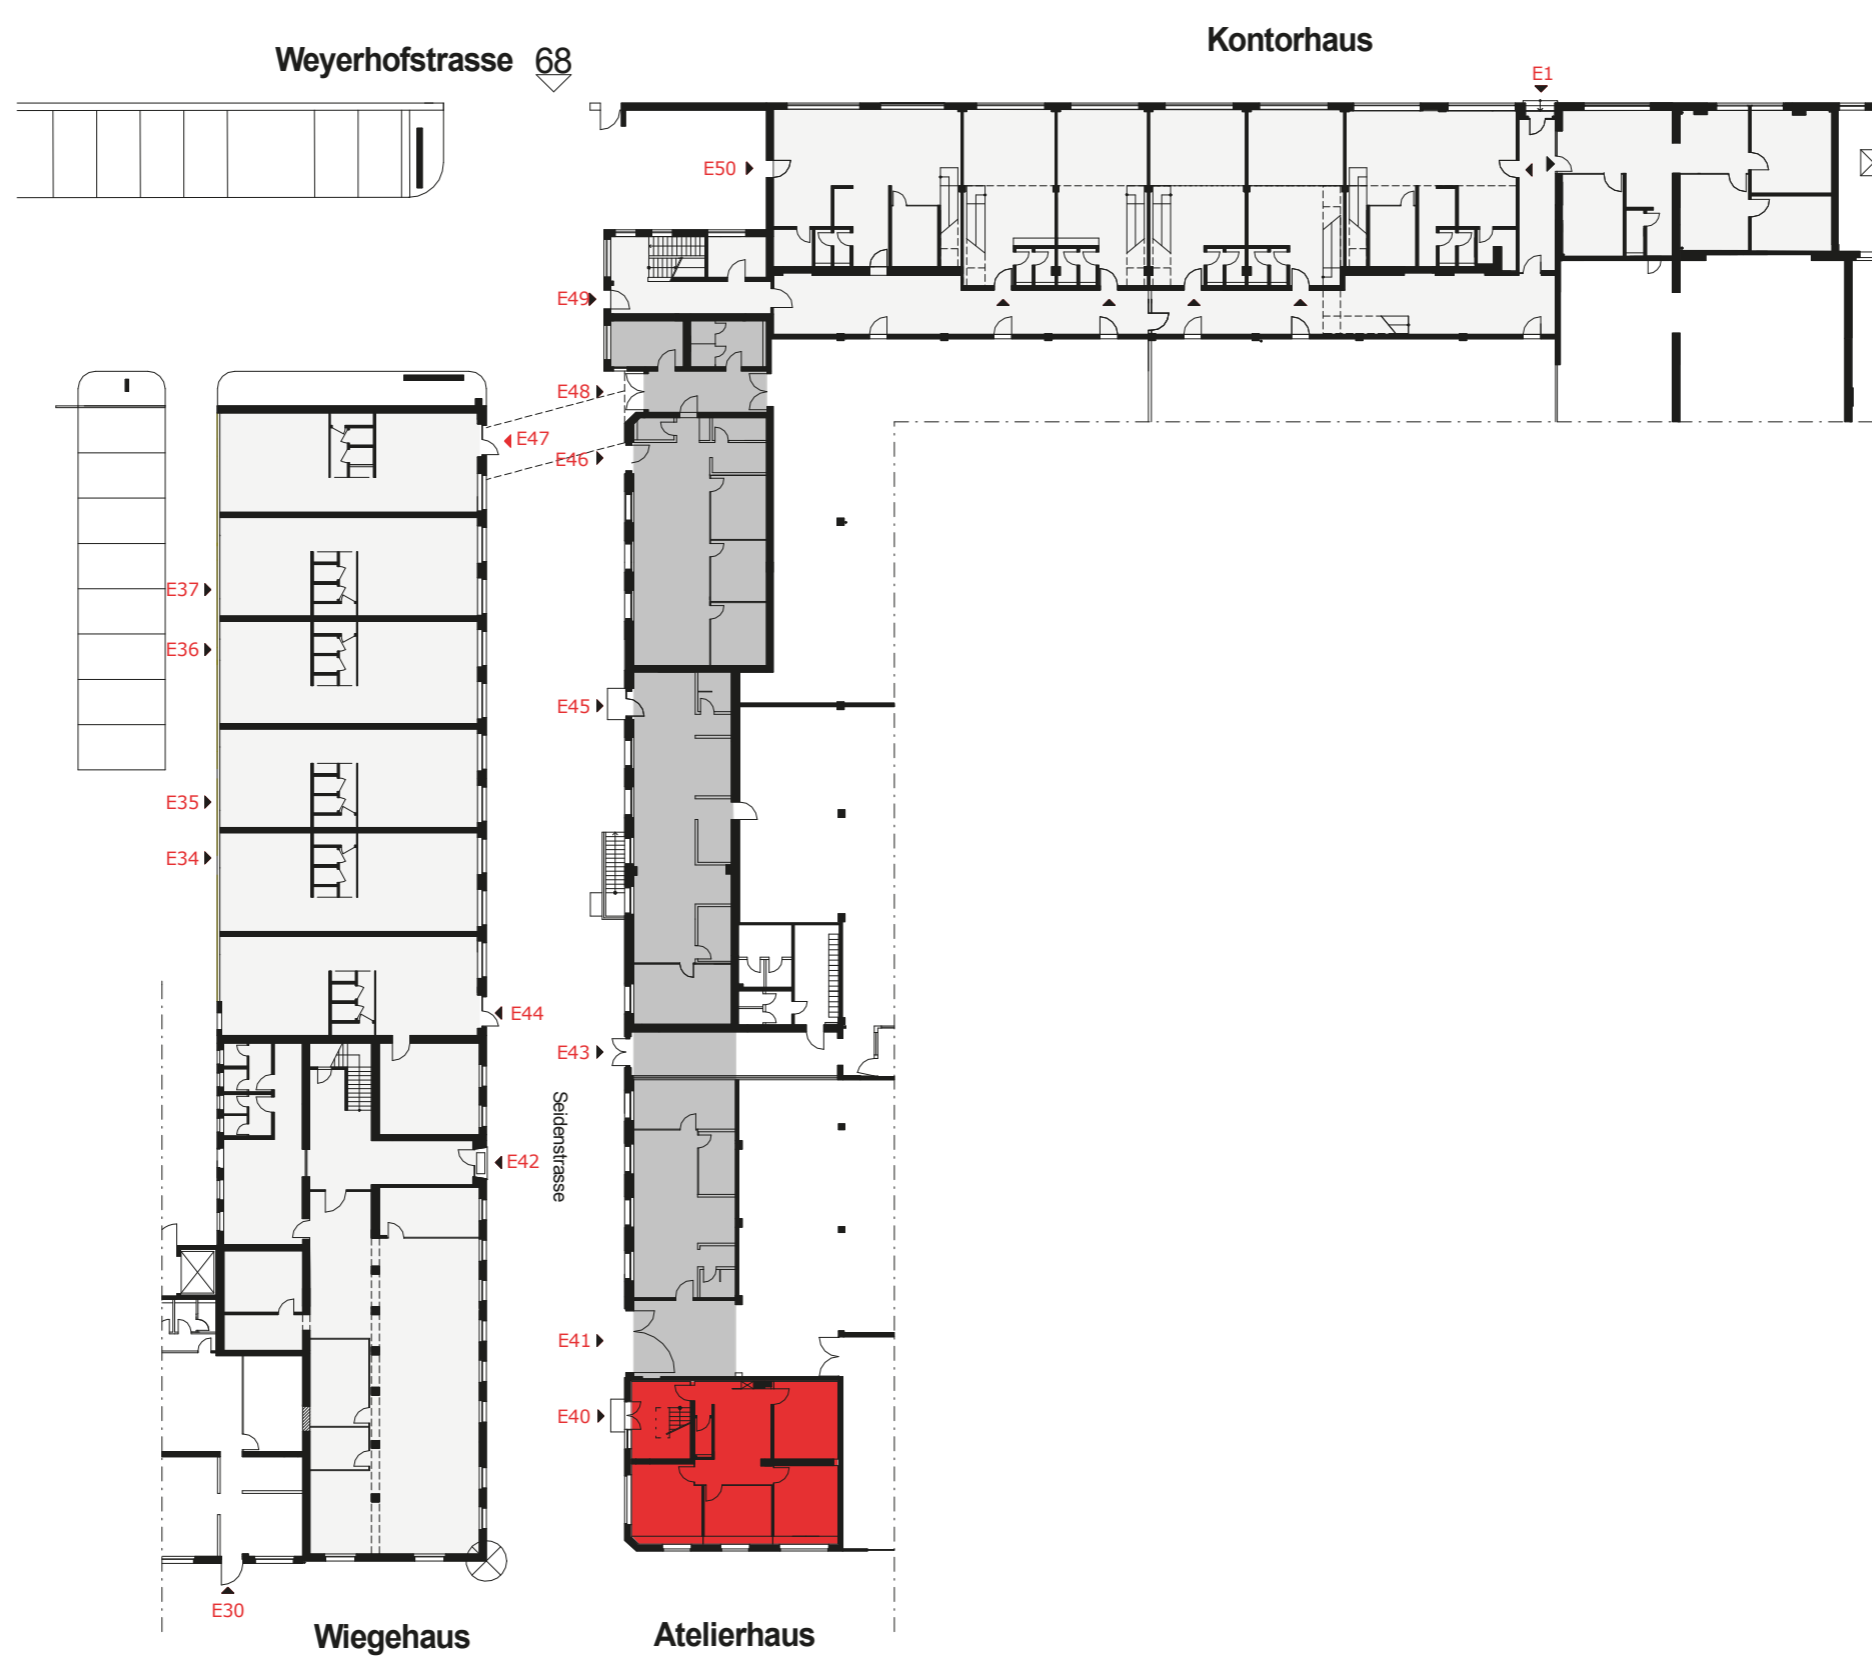 Kontorhaus
Weyerhofstrasse 68
E1
E50
E49
E48
E47
E46
E37
E36
E45
E35
E34
E44
E43
Seidenstrasse
E42
E41
E40
E30
Wiegehaus
Atelierhaus